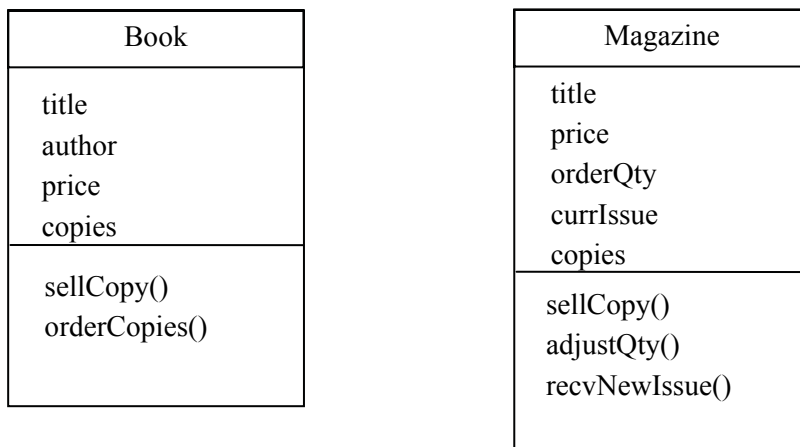 Book
title
author
price
copies
sellCopy()
orderCopies()
Magazine
title
price
orderQty
currIssue
copies
sellCopy()
adjustQty()
recvNewIssue()